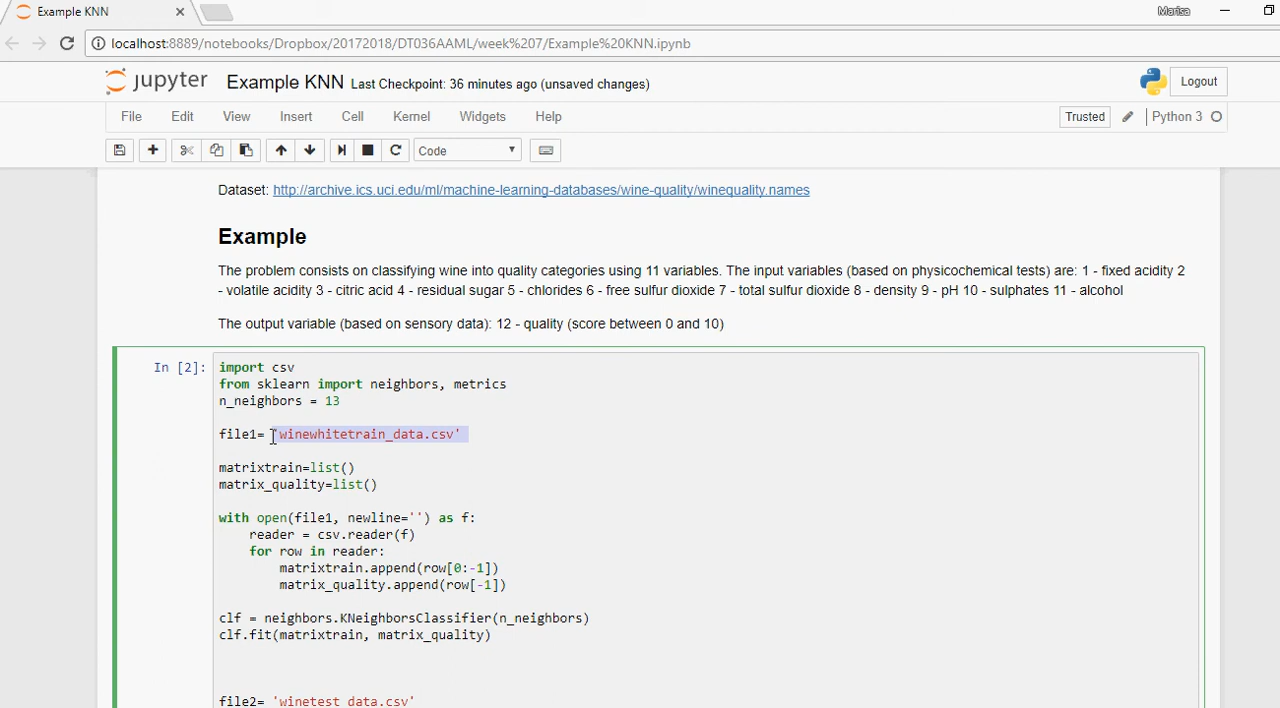 Example KNN
Marisa
localhost:8889/notebooks/Dropbox/20172018/DT036AAML/week%207/Example%20KNN.ipynb
jupyter Example KNN Last Checkpoint: 36 minutes ago (unsaved changes) Logout
File Edit View Insert Cell Kernel Widgets Help Trusted Python 3
Code
Dataset: http://archive.ics.uci.edu/ml/machine-learning-databases/wine-quality/winequality.names
Example
The problem consists on classifying wine into quality categories using 11 variables. The input variables (based on physicochemical tests) are: 1 - fixed acidity 2
- volatile acidity 3 - citric acid 4 - residual sugar 5 - chlorides 6 - free sulfur dioxide 7 - total sulfur dioxide 8 - density 9 - pH 10 - sulphates 11 - alcohol
The output variable (based on sensory data): 12 - quality (score between 0 and 10)
In [2]: import csv
from sklearn import neighbors, metrics
n_neighbors = 13
file1= 'winewhitetrain_data.csv'
matrixtrain=list()
matrix_quality=list()
with open(file1, newline='') as f:
reader = csv.reader(f)
for row in reader:
matrixtrain.append(row[0:-1])
matrix_quality.append(row[-1])
clf = neighbors.KNeighborsClassifier(n_neighbors)
clf.fit(matrixtrain, matrix_quality)
file2= 'winetest_data.csv'